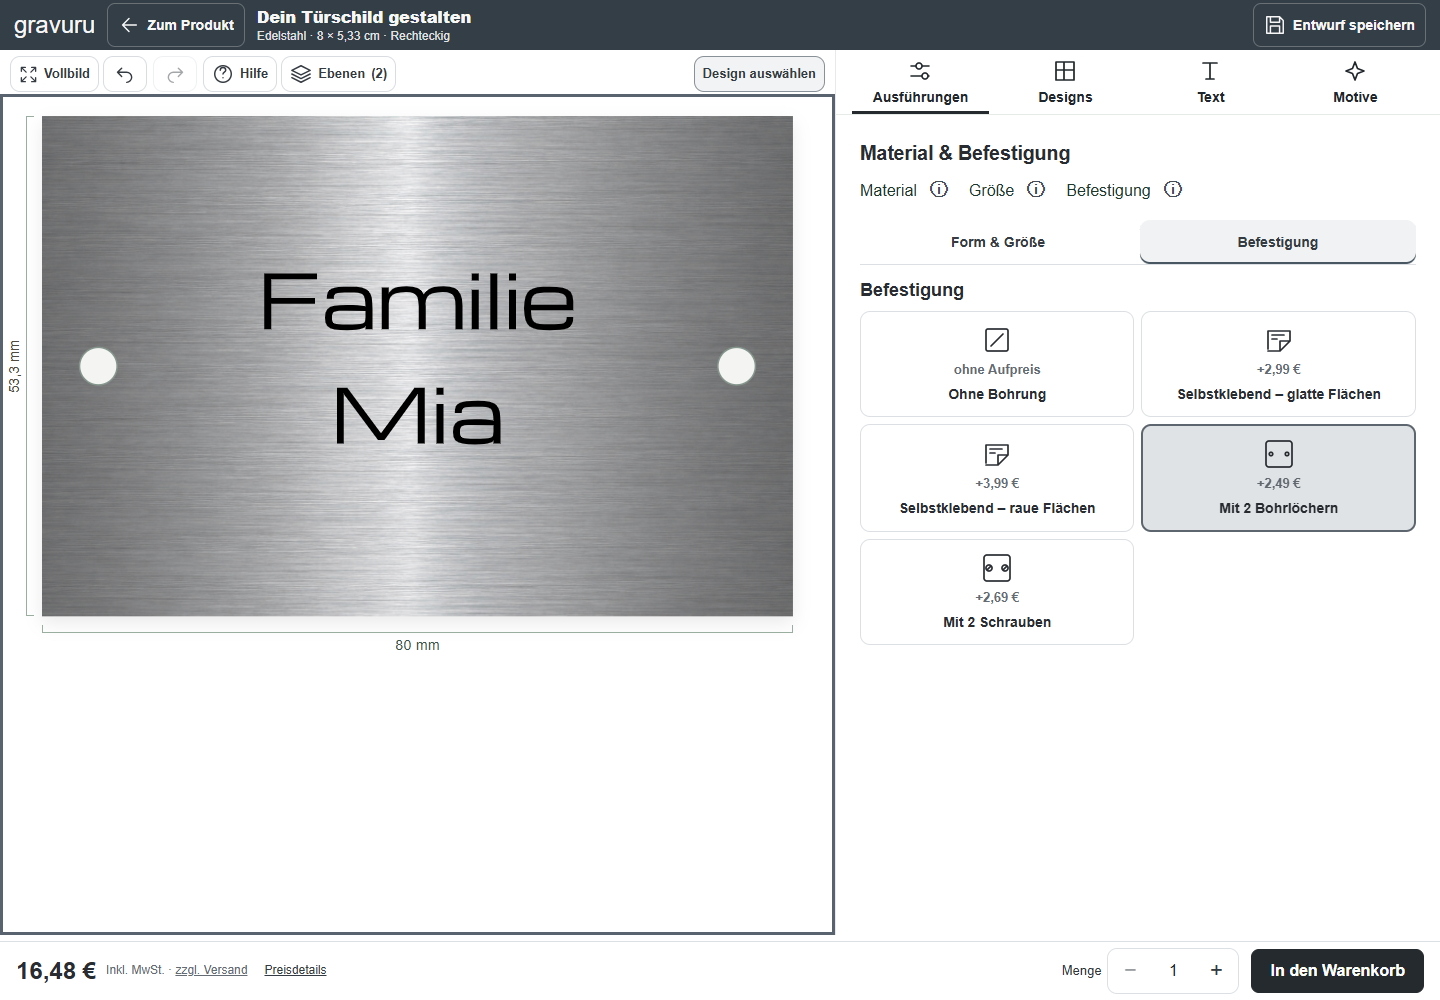 gravuru
Zum Produkt
Dein Türschild gestalten
Edelstahl · 8 × 5,33 cm · Rechteckig
Entwurf speichern
Vollbild
Hilfe
Ebenen (2)
Design auswählen
Ausführungen
Designs
Text
Motive
Familie
Mia
53,3 mm
80 mm
Material & Befestigung
Material
Größe
Befestigung
Form & Größe
Befestigung
Befestigung
ohne Aufpreis
Ohne Bohrung
+2,99 €
Selbstklebend – glatte Flächen
+3,99 €
Selbstklebend – raue Flächen
+2,49 €
Mit 2 Bohrlöchern
+2,69 €
Mit 2 Schrauben
16,48 € Inkl. MwSt. · zzgl. Versand Preisdetails
Menge
1
In den Warenkorb